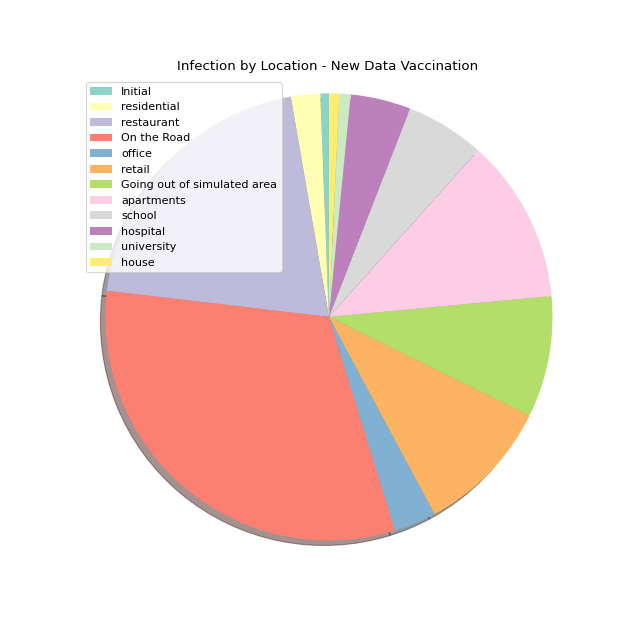 Infection by Location - New Data Vaccination
Initial
residential
restaurant
On the Road
office
retail
Going out of simulated area
apartments
school
hospital
university
house